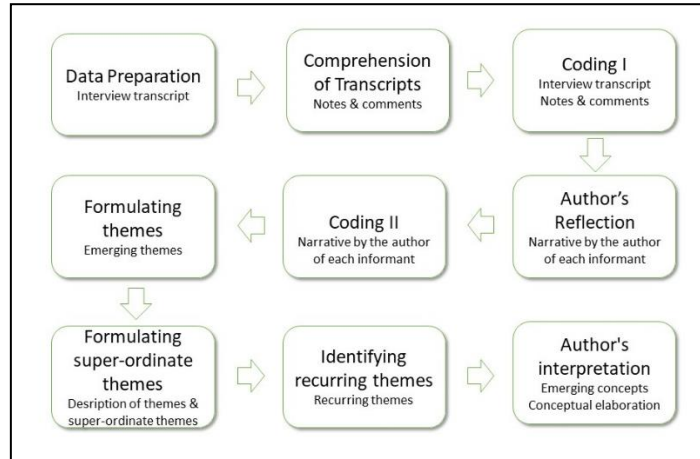 Data Preparation
Interview transcript
Comprehension
of Transcripts
Notes & comments
Coding I
Interview transcript
Notes & comments
Author's
Reflection
Narrative by the author
of each informant
Coding II
Narrative by the author
of each informant
Formulating
themes
Emerging themes
Formulating
super-ordinate
themes
Desription of themes &
super-ordinate themes
Identifying
recurring themes
Recurring themes
Author's
interpretation
Emerging concepts
Conceptual elaboration